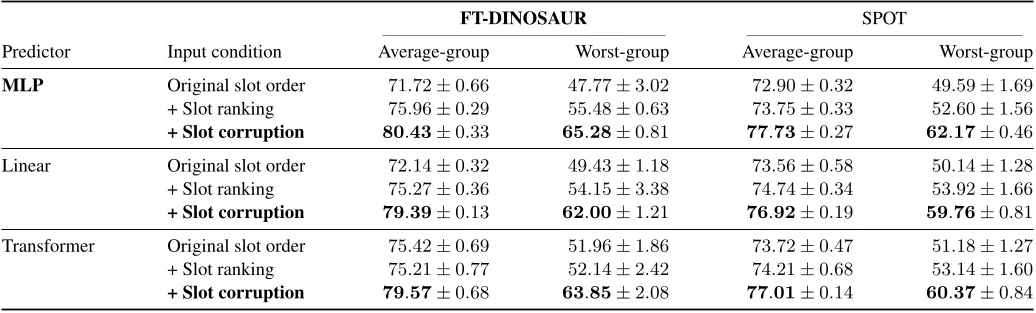 FT-DINOSAUR SPOT
Predictor Input condition Average-group Worst-group Average-group Worst-group
MLP Original slot order 71.72 ± 0.66 47.77 ± 3.02 72.90 ± 0.32 49.59 ± 1.69
+ Slot ranking 75.96 ± 0.29 55.48 ± 0.63 73.75 ± 0.33 52.60 ± 1.56
+ Slot corruption 80.43 ± 0.33 65.28 ± 0.81 77.73 ± 0.27 62.17 ± 0.46
Linear Original slot order 72.14 ± 0.32 49.43 ± 1.18 73.56 ± 0.58 50.14 ± 1.28
+ Slot ranking 75.27 ± 0.36 54.15 ± 3.38 74.74 ± 0.34 53.92 ± 1.66
+ Slot corruption 79.39 ± 0.13 62.00 ± 1.21 76.92 ± 0.19 59.76 ± 0.81
Transformer Original slot order 75.42 ± 0.69 51.96 ± 1.86 73.72 ± 0.47 51.18 ± 1.27
+ Slot ranking 75.21 ± 0.77 52.14 ± 2.42 74.21 ± 0.68 53.14 ± 1.60
+ Slot corruption 79.57 ± 0.68 63.85 ± 2.08 77.01 ± 0.14 60.37 ± 0.84